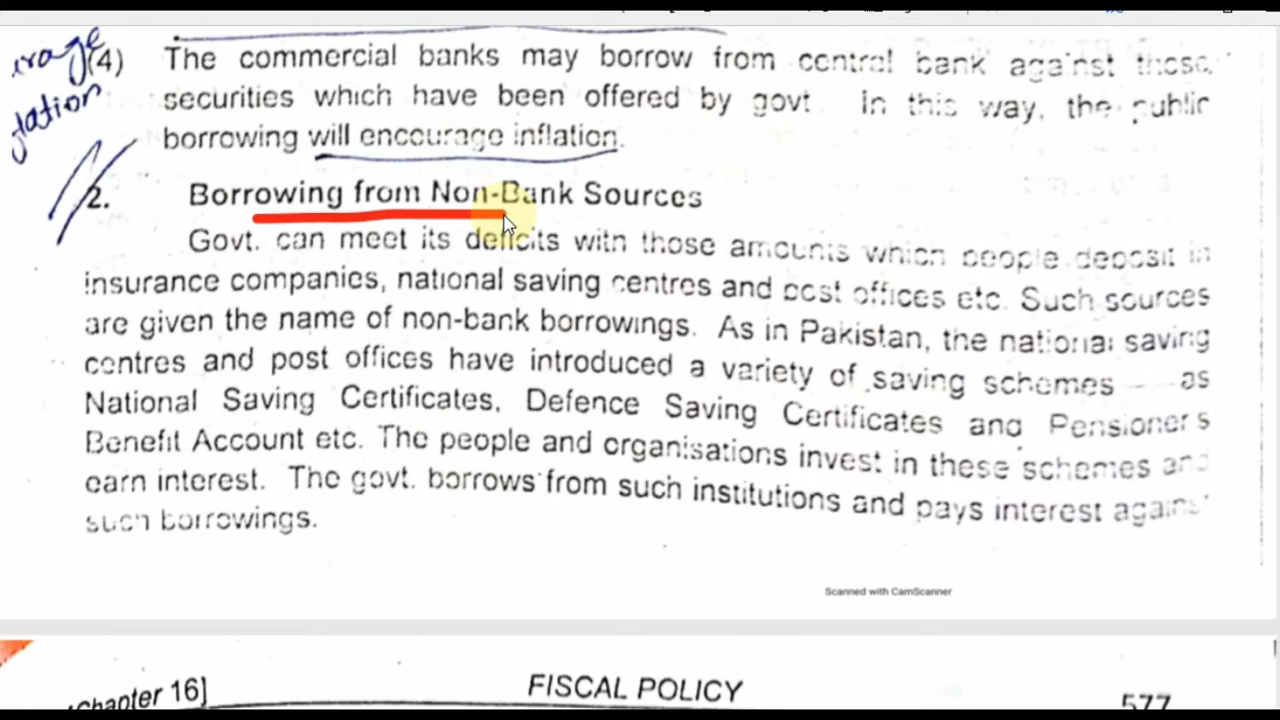 (4) The commercial banks may borrow from central bank against those
securities which have been offered by govt In this way, the public
borrowing will encourage inflation.
2. Borrowing from Non-Bank Sources
Govt. can meet its deficits with those amounts which people deposit in
insurance companies, national saving centres and post offices etc. Such sources
are given the name of non-bank borrowings. As in Pakistan, the national saving
centres and post offices have introduced a variety of saving schemes — as
National Saving Certificates, Defence Saving Certificates and Pensioners
Benefit Account etc. The people and organisations invest in these schemes and
earn interest. The govt. borrows from such institutions and pays interest against
such borrowings.
Scanned with CamScanner
Chapter 16]
FISCAL POLICY
577